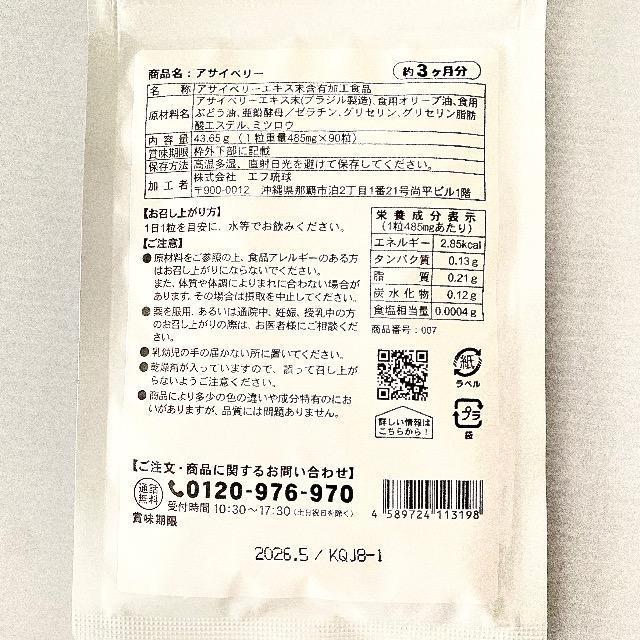 商品名：アサイベリー
約3ヶ月分
名 称 アサイベリーエキス末含有加工食品
原材料名 アサイベリーエキス末(ブラジル製造)、食用オリーブ油、食用
ぶどう油、亜鉛酵母／ゼラチン、グリセリン、グリセリン脂肪
酸エステル、ミツロウ
内容量 43.65g （1粒重量485mg×90粒）
賞味期限 枠外下部に記載
保存方法 高温多湿、直射日光を避けて保存してください。
加工者 株式会社 エフ琉球
〒900-0012 沖縄県那覇市泊2丁目1番21号尚平ビル1階
【お召し上がり方】
1日1粒を目安に、水等でお飲みください。
【ご注意】
●原材料をご参照の上、食品アレルギーのある方
はお召し上がりにならないでください。
また、体質や体調によりまれに合わない場合が
あります。その場合は摂取を中止してください。
●薬を服用、あるいは通院中、妊娠、授乳中の方
のお召し上がりの際は、お医者様にご相談くだ
さい。
●乳幼児の手の届かない所に置いてください。
●乾燥剤が入っていますので、誤って召し上が
らないようご注意ください。
●商品により多少の色の違いや成分特有のにお
いがありますが、品質には問題ありません。
栄養成分表示
（1粒485mgあたり）
エネルギー 2.85kcal
タンパク質 0.13g
脂質 0.21g
炭水化物 0.12g
食塩相当量 0.0004g
商品番号：007
紙
ラベル
詳しい情報は
こちらから！
プラ
袋
【ご注文・商品に関するお問い合わせ】
通話
無料
0120-976-970
受付時間 10:30〜17:30（土日祝日を除く）
4 589724 113198
賞味期限
2026.5 / KQJ8-1